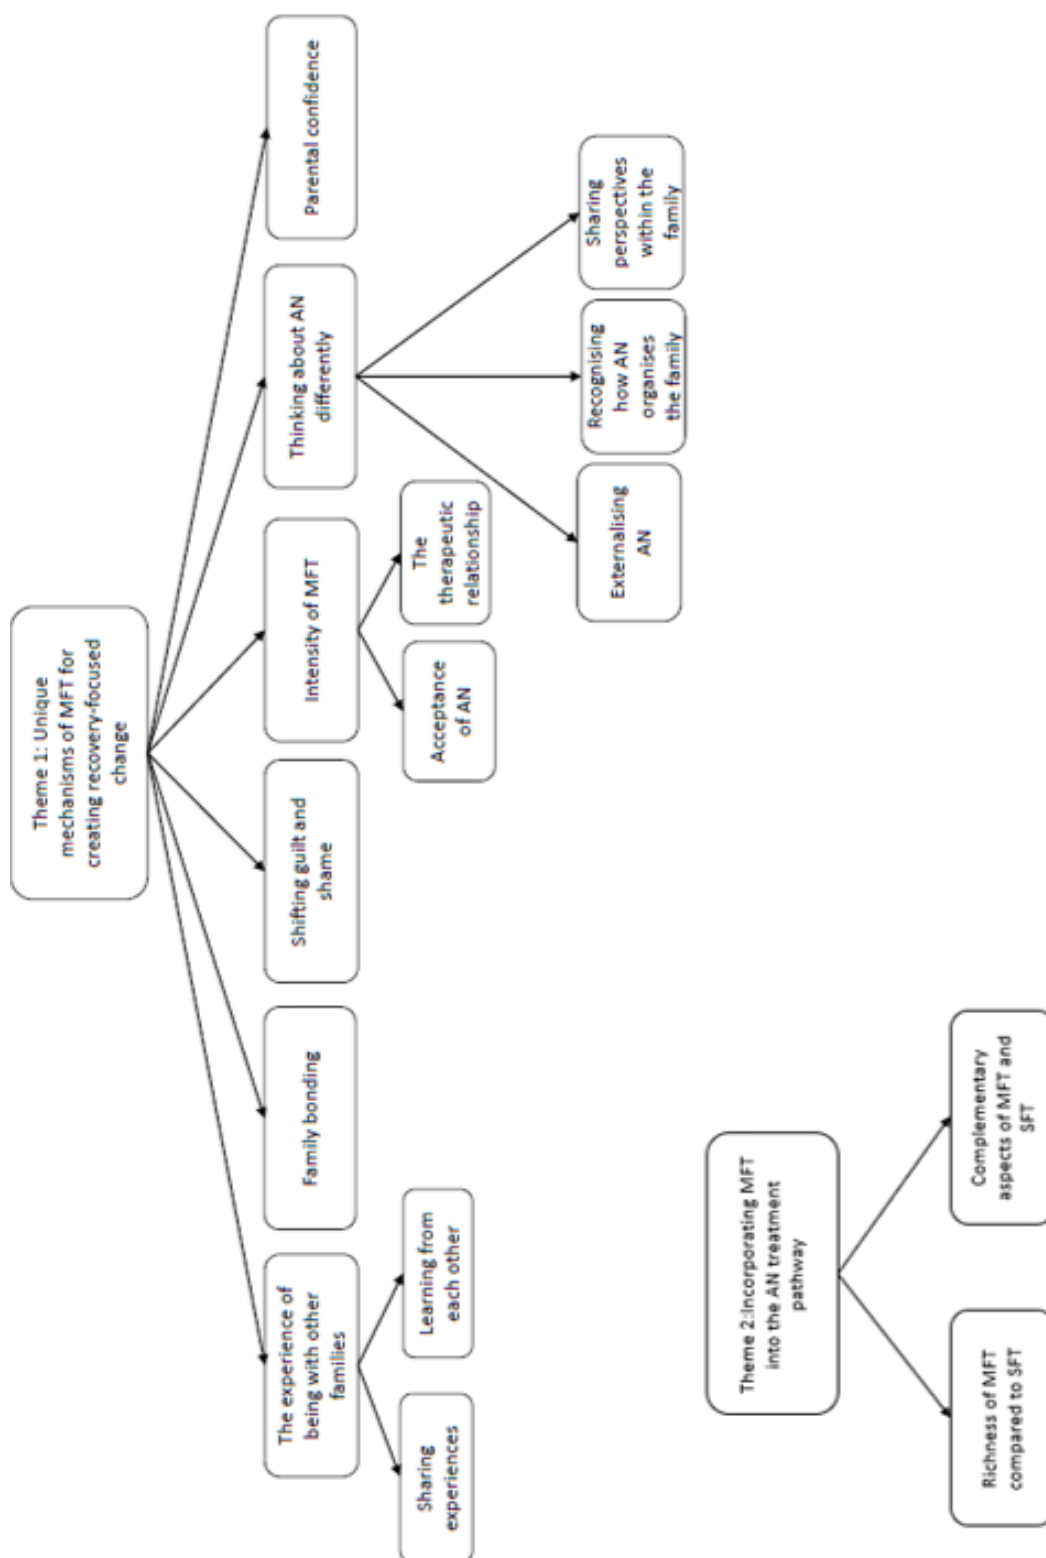 Theme 1: Unique
mechanisms of MFT for
creating recovery-focused
change
The experience of
being with other
families
Family bonding
Shifting guilt and
shame
Intensity of MFT
Thinking about AN
differently
Parental confidence
Sharing
experiences
Learning from
each other
Acceptance
of AN
The
therapeutic
relationship
Externalising
AN
Recognising
how AN
organises
the family
Sharing
perspectives
within the
family
Theme 2:Incorporating MFT
into the AN treatment
pathway
Richness of MFT
compared to SFT
Complementary
aspects of MFT and
SFT